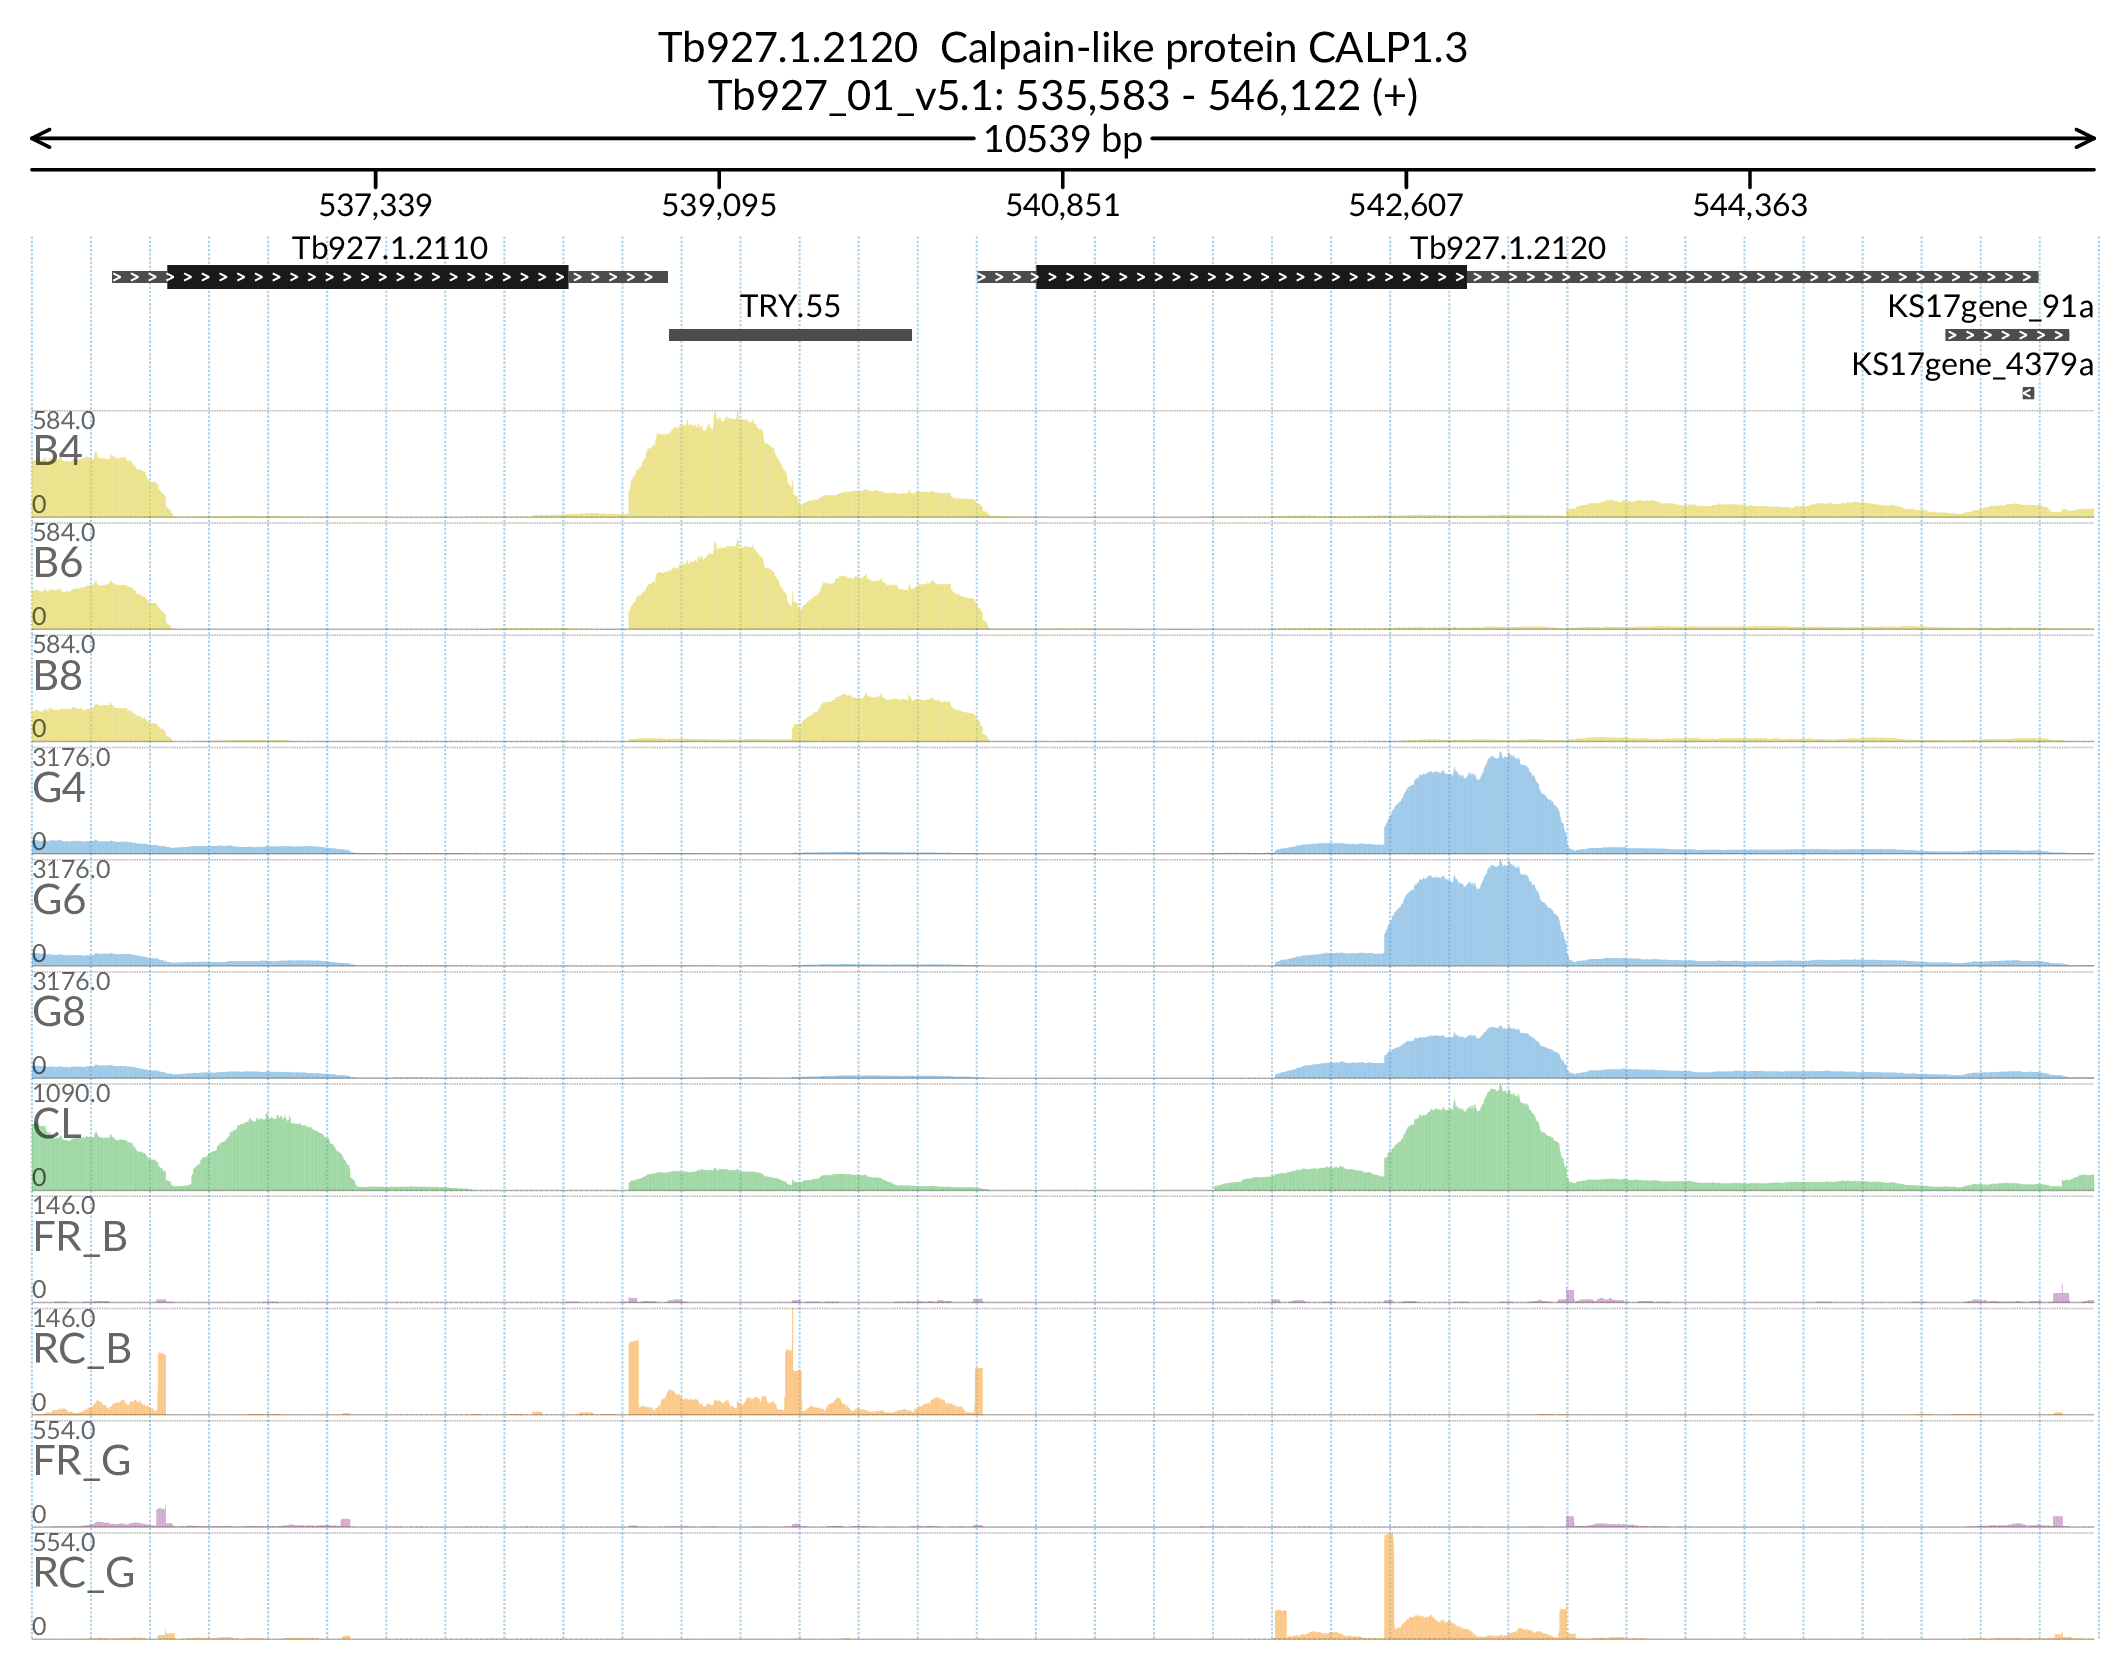 Tb927.1.2120  Calpain-like protein CALP1.3
Tb927_01_v5.1: 535,583 - 546,122 (+)
10539 bp
537,339 539,095 540,851 542,607 544,363
Tb927.1.2110 Tb927.1.2120
TRY.55 KS17gene_91a
KS17gene_4379a
584.0
B4
0
584.0
B6
0
584.0
B8
0
3176.0
G4
0
3176.0
G6
0
3176.0
G8
0
1090.0
CL
0
146.0
FR_B
0
146.0
RC_B
0
554.0
FR_G
0
554.0
RC_G
0